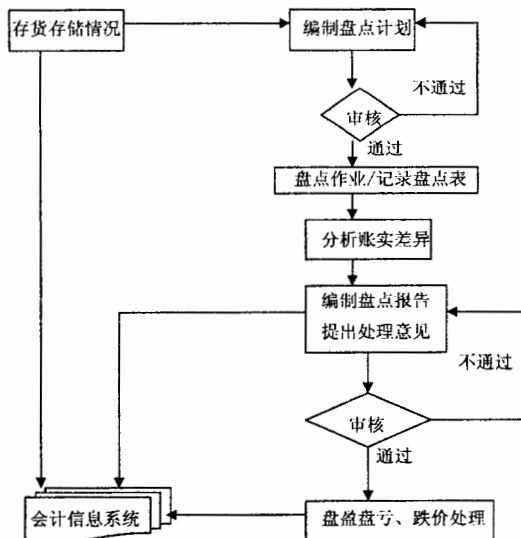 存货存储情况
编制盘点计划
不通过
审核
通过
盘点作业/记录盘点表
分析账实差异
编制盘点报告
提出处理意见
不通过
审核
通过
会计信息系统
盘盈盘亏、跌价处理